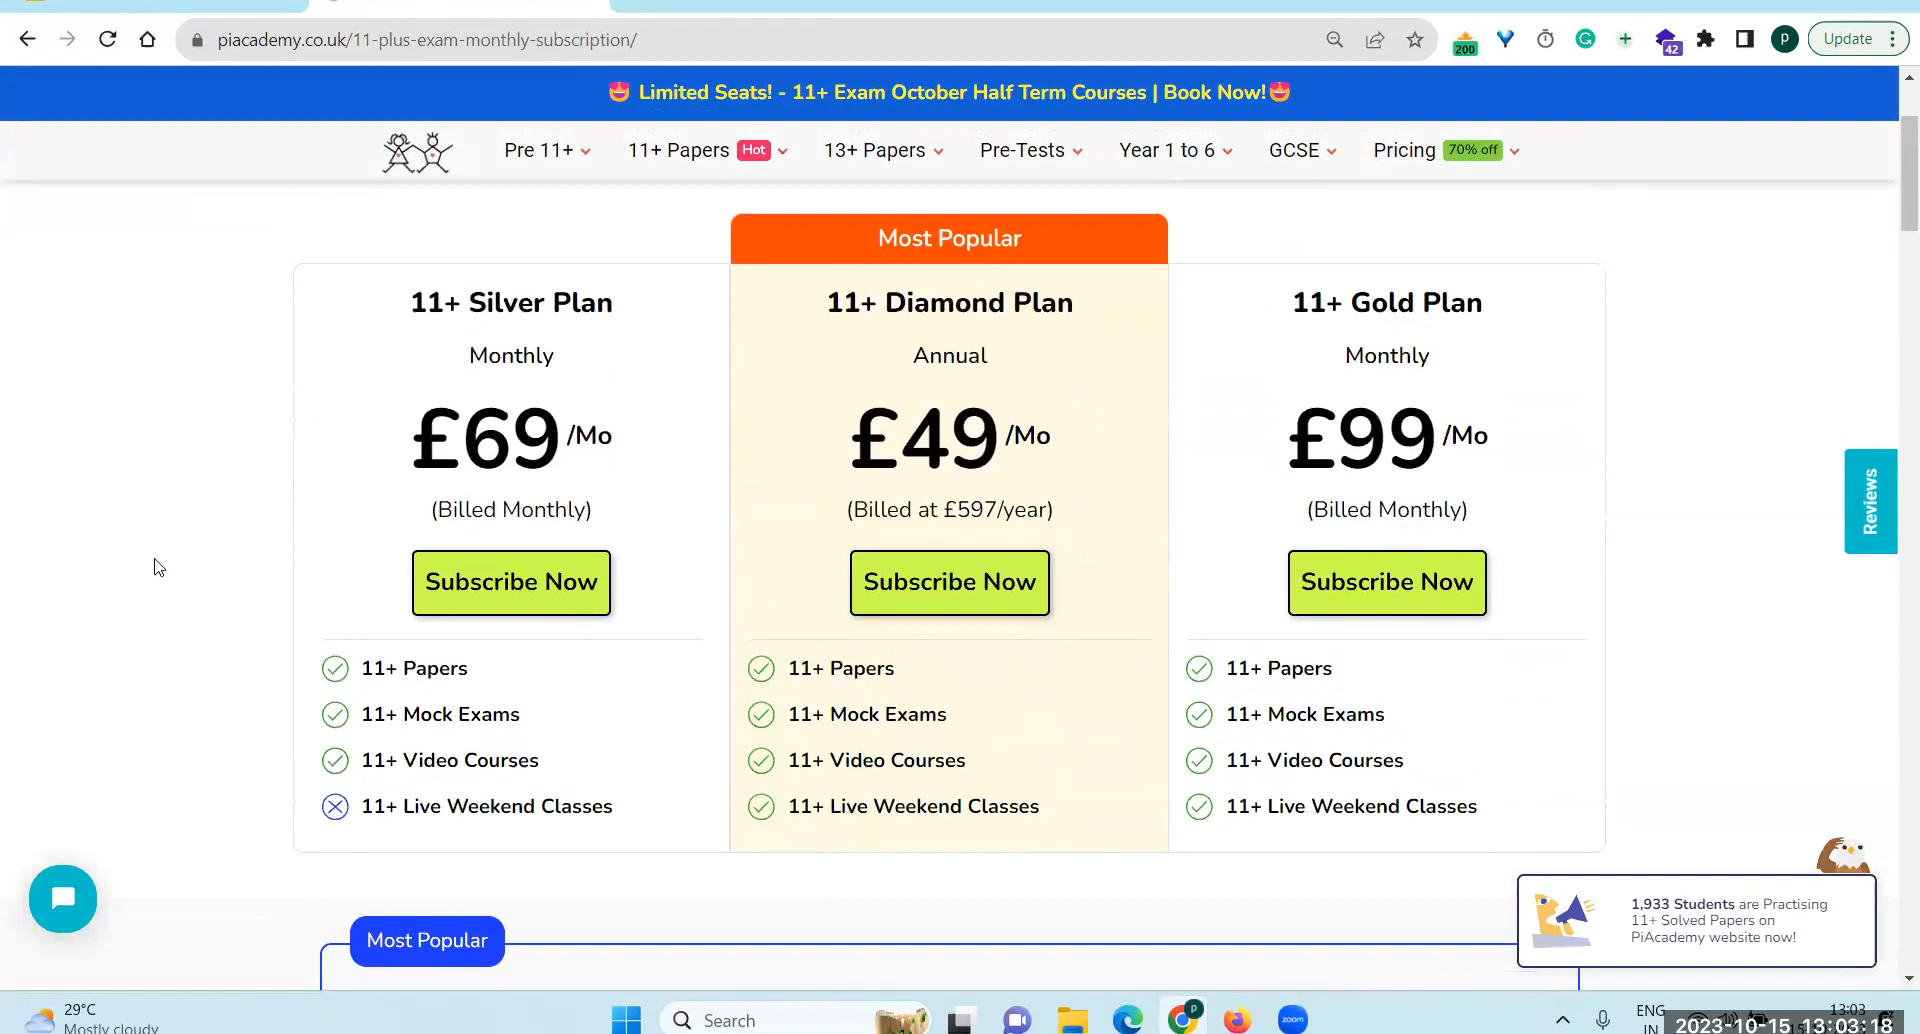 piacademy.co.uk/11-plus-exam-monthly-subscription/
200
42
P
Update
Limited Seats! - 11+ Exam October Half Term Courses | Book Now!
Pre 11+ 11+ Papers Hot 13+ Papers Pre-Tests Year 1 to 6 GCSE Pricing 70% off
Most Popular
11+ Silver Plan
Monthly
£69 /Mo
(Billed Monthly)
Subscribe Now
11+ Papers
11+ Mock Exams
11+ Video Courses
11+ Live Weekend Classes
11+ Diamond Plan
Annual
£49 /Mo
(Billed at £597/year)
Subscribe Now
11+ Papers
11+ Mock Exams
11+ Video Courses
11+ Live Weekend Classes
11+ Gold Plan
Monthly
£99 /Mo
(Billed Monthly)
Subscribe Now
11+ Papers
11+ Mock Exams
11+ Video Courses
11+ Live Weekend Classes
Reviews
Most Popular
1,933 Students are Practising
11+ Solved Papers on
PiAcademy website now!
29°C
Mostly cloudy
Search
P
zoom
ENG
IN
13:03
2023-10-15 13:03:18